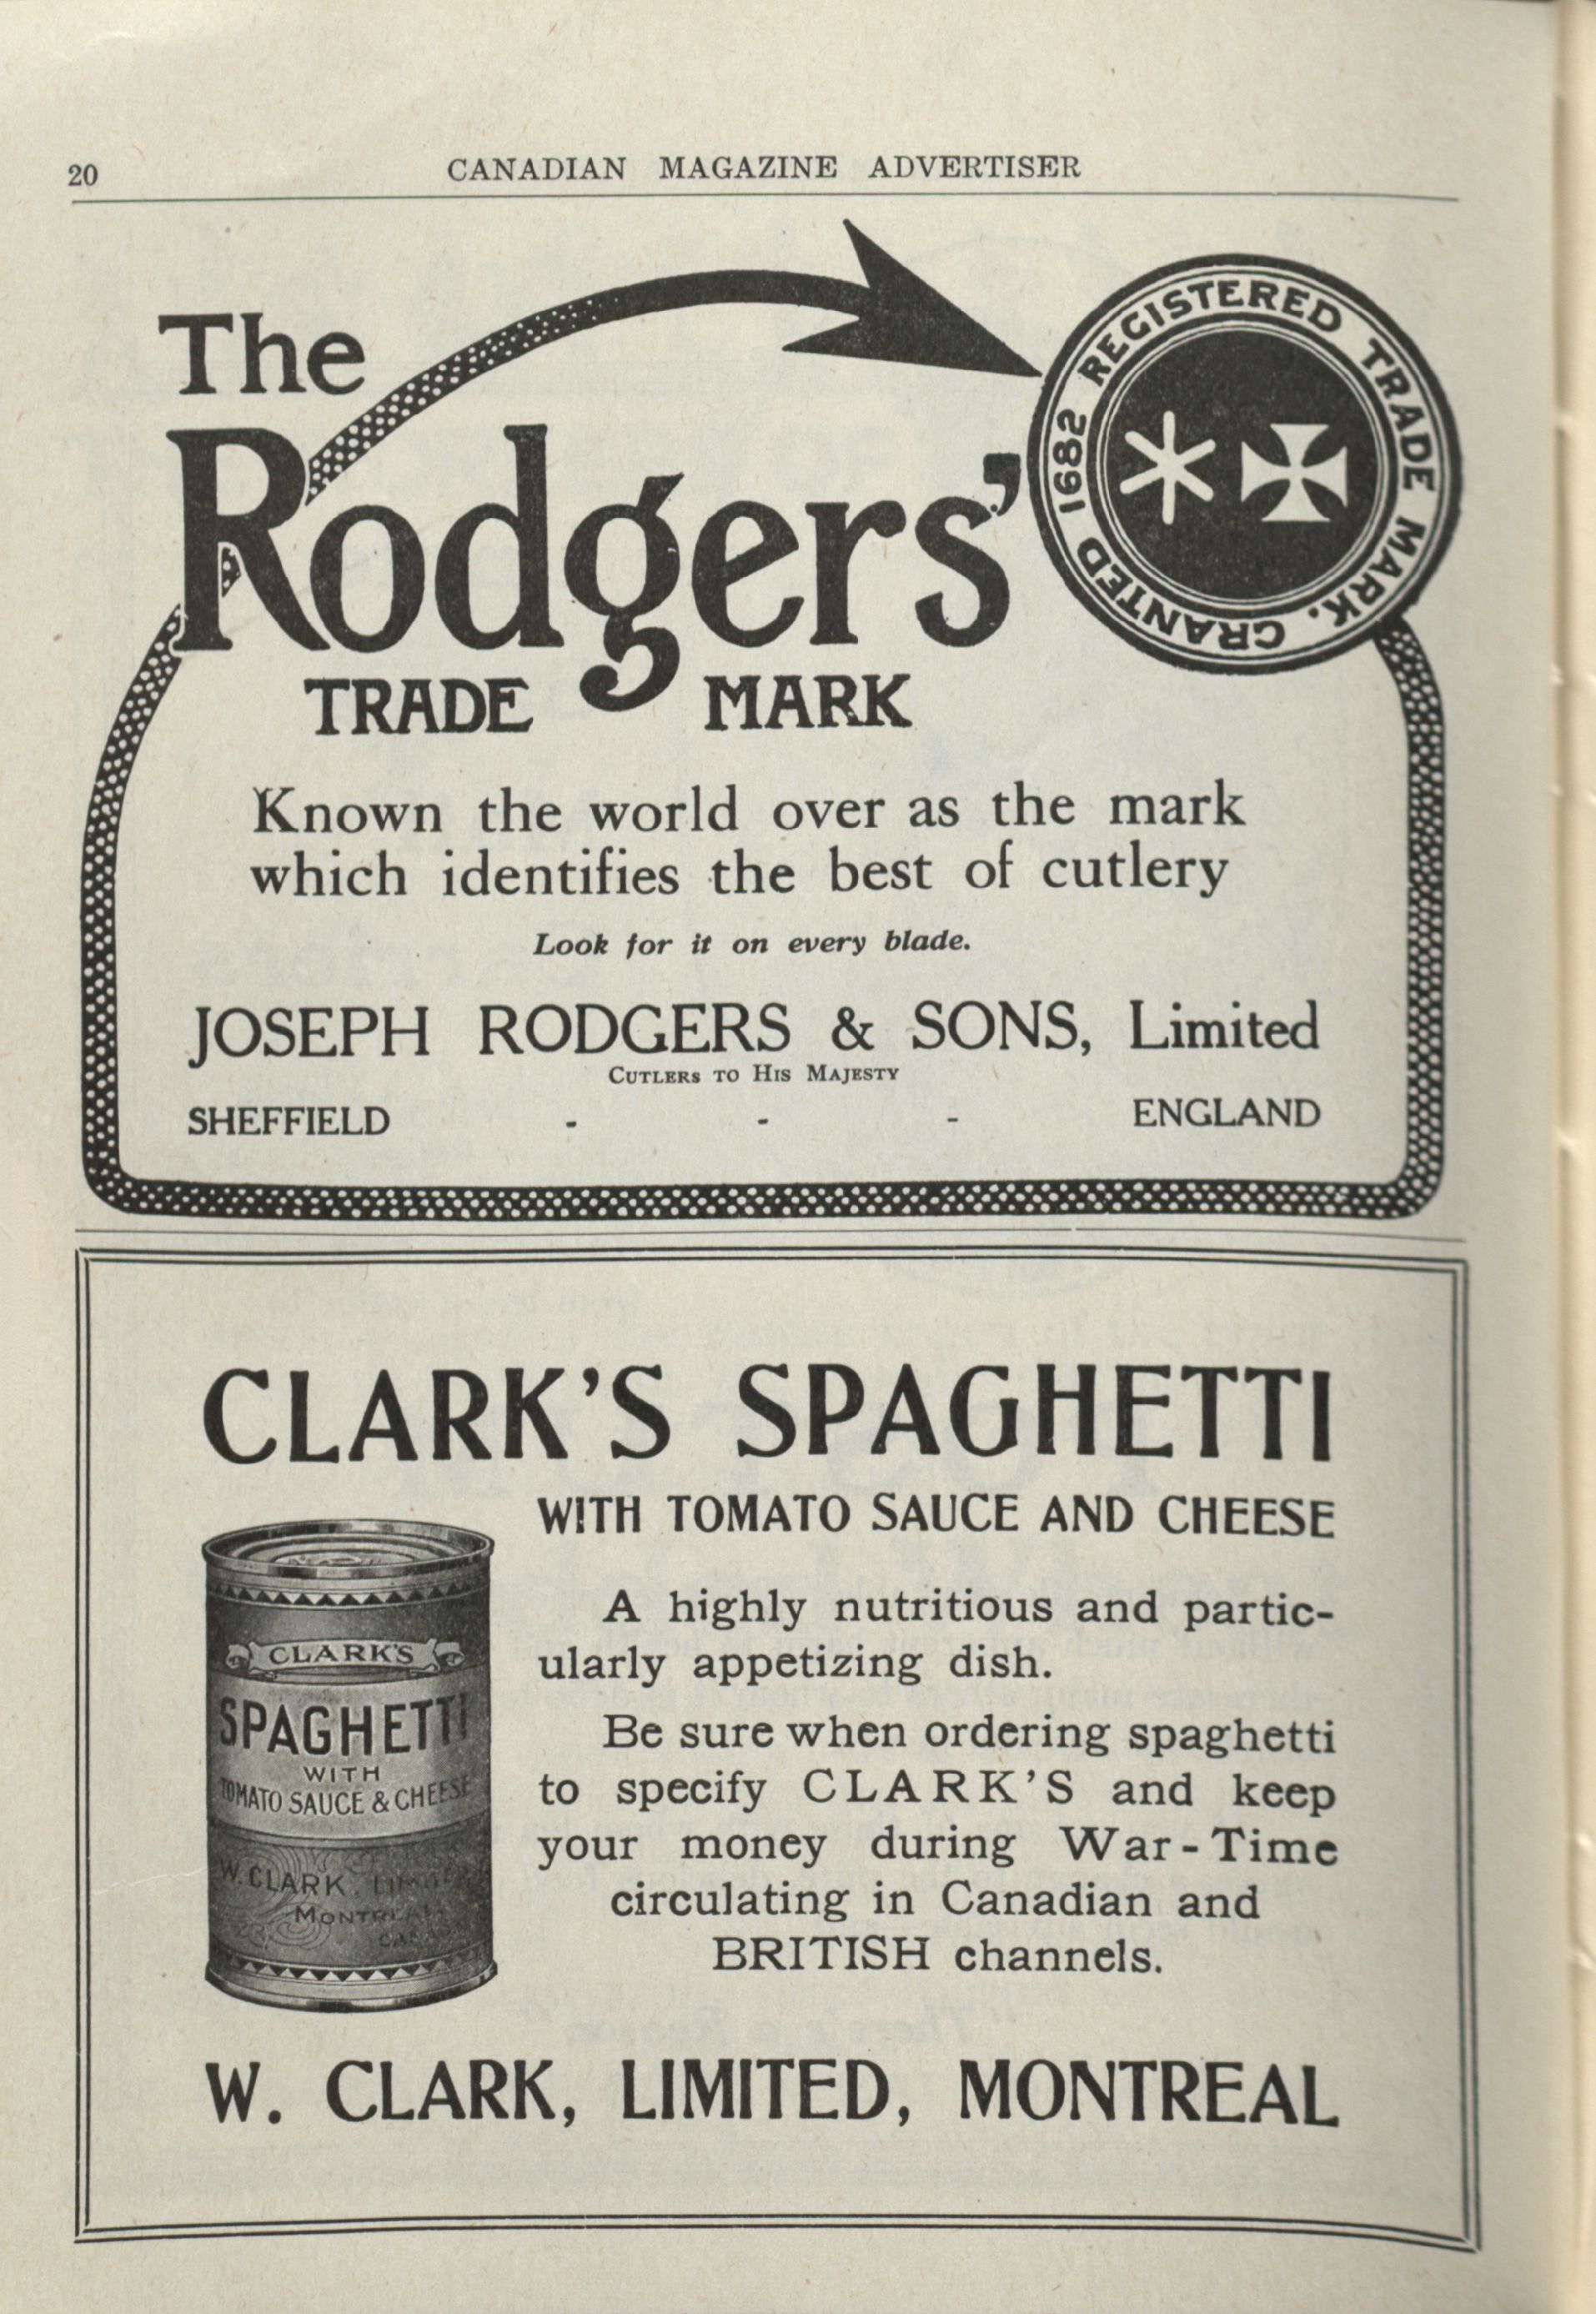 20
CANADIAN MAGAZINE ADVERTISER
The
Rodgers'
REGISTERED TRADE MARK. GRANTED 1682
TRADE MARK
Known the world over as the mark
which identifies the best of cutlery
Look for it on every blade.
JOSEPH RODGERS & SONS, Limited
CUTLERS TO HIS MAJESTY
SHEFFIELD - - - ENGLAND
CLARK'S SPAGHETTI
WITH TOMATO SAUCE AND CHEESE
CLARK'S
SPAGHETTI
WITH
TOMATO SAUCE & CHEESE
W. CLARK
MONTREAL
A highly nutritious and partic-
ularly appetizing dish.
Be sure when ordering spaghetti
to specify CLARK'S and keep
your money during War-Time
circulating in Canadian and
BRITISH channels.
W. CLARK, LIMITED, MONTREAL